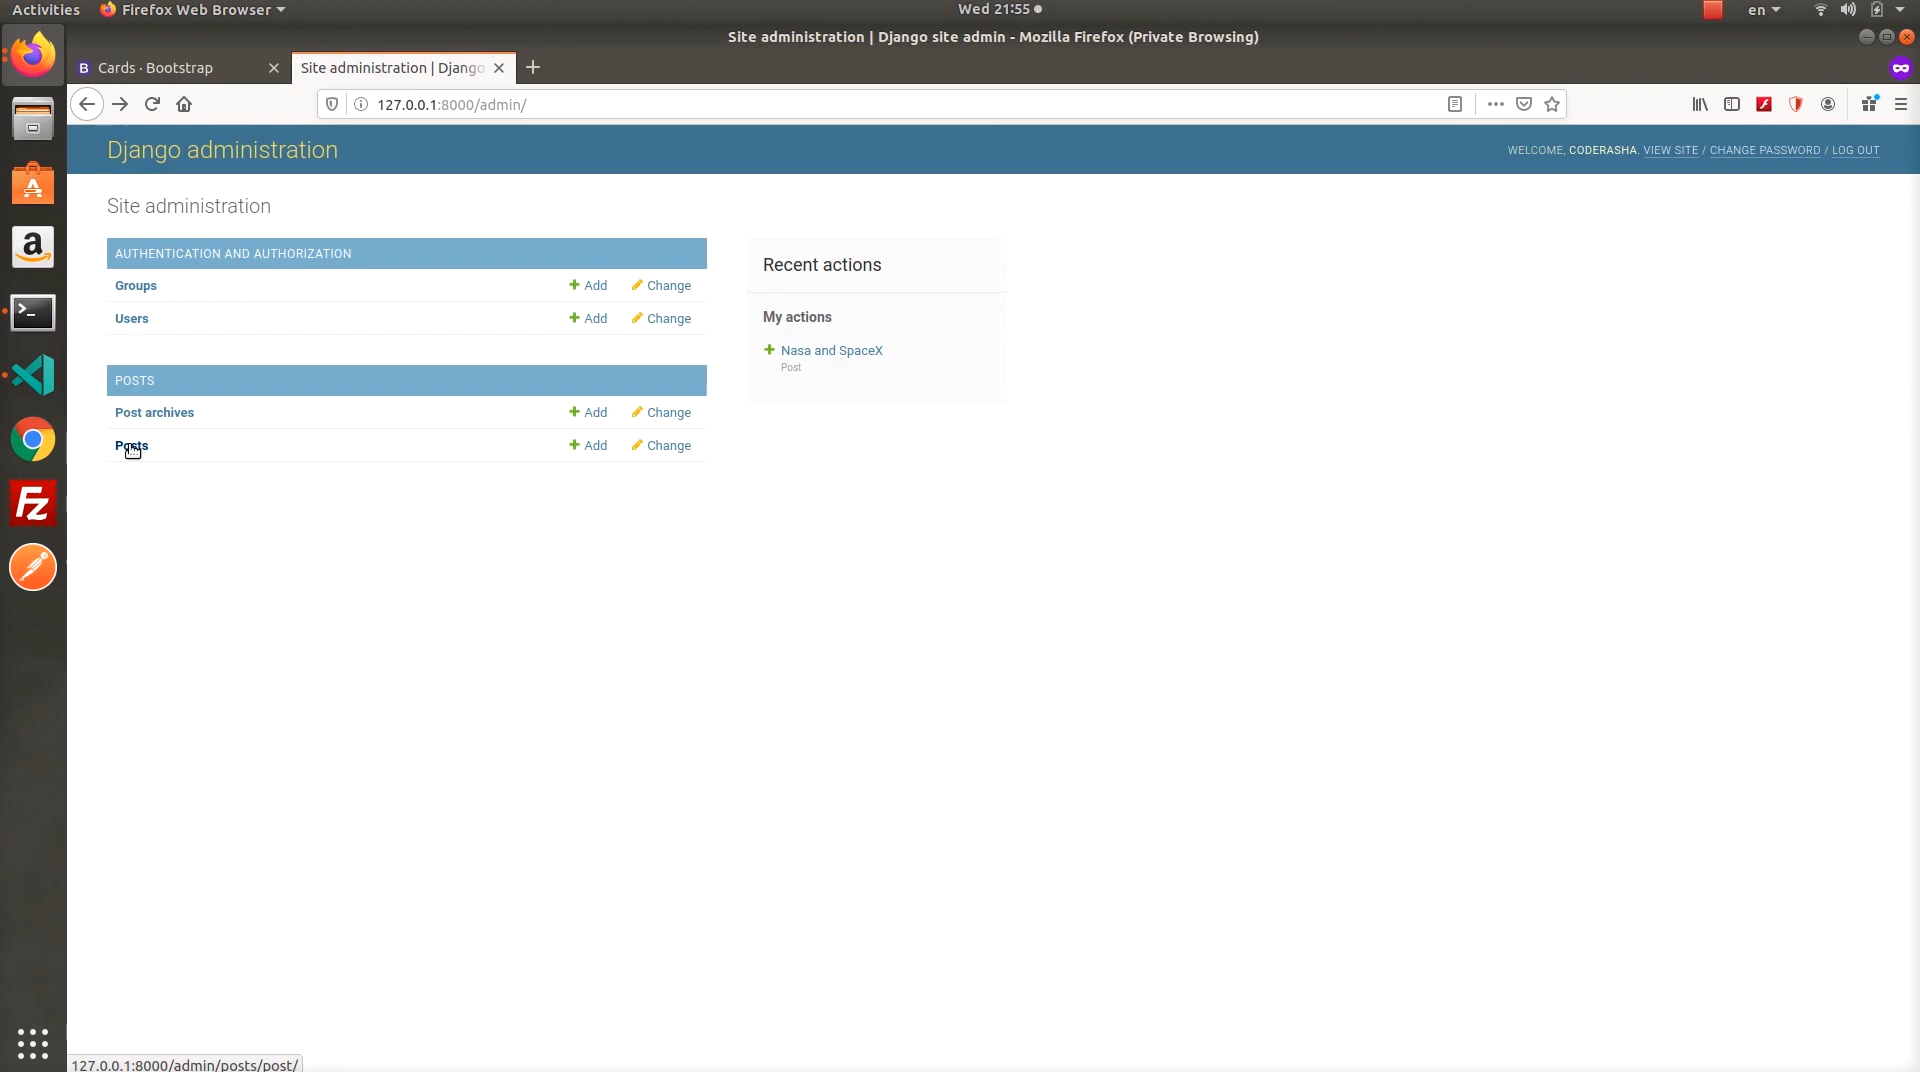 Activities
Firefox Web Browser
Wed 21:55
en
Site administration | Django site admin - Mozilla Firefox (Private Browsing)
B Cards · Bootstrap
Site administration | Django
127.0.0.1:8000/admin/
Django administration
WELCOME, CODERASHA. VIEW SITE / CHANGE PASSWORD / LOG OUT
Site administration
AUTHENTICATION AND AUTHORIZATION
Groups
Add
Change
Users
Add
Change
POSTS
Post archives
Add
Change
Posts
Add
Change
Recent actions
My actions
Nasa and SpaceX
Post
A
a
>_
Fz
127.0.0.1:8000/admin/posts/post/